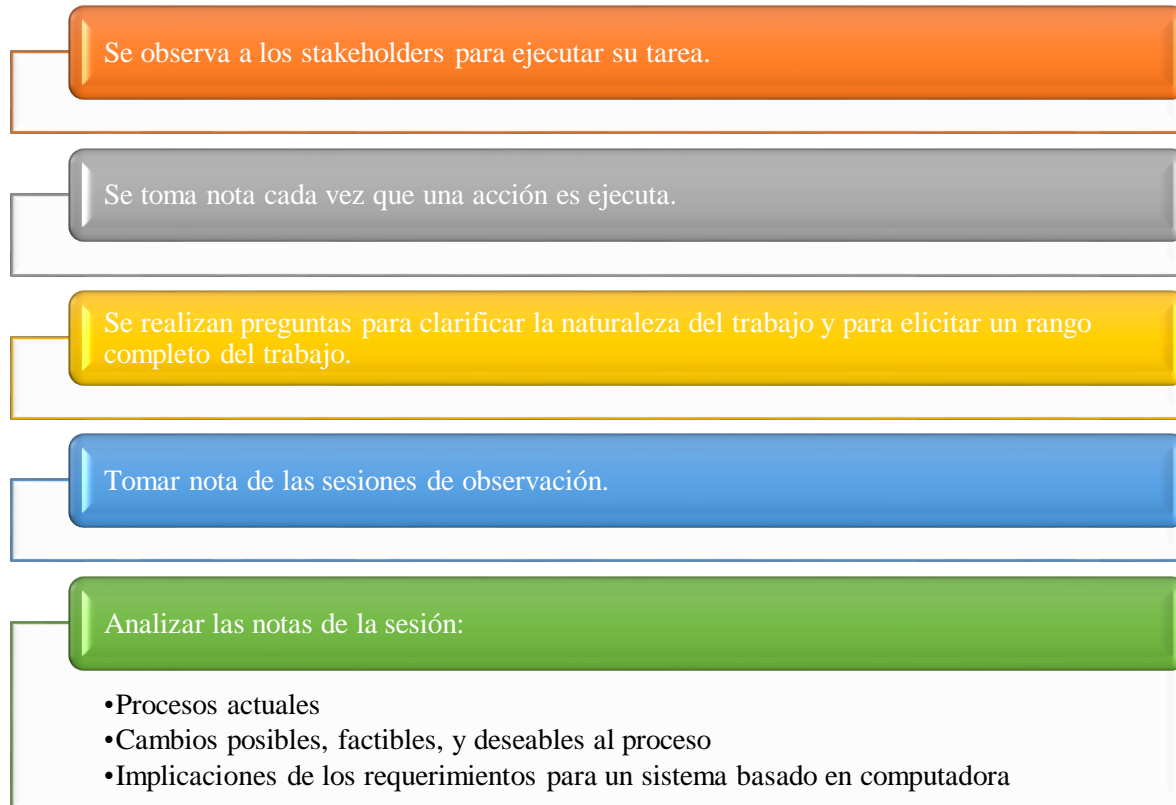 Se observa a los stakeholders para ejecutar su tarea.
Se toma nota cada vez que una acción es ejecuta.
Se realizan preguntas para clarificar la naturaleza del trabajo y para elicitar un rango
completo del trabajo.
Tomar nota de las sesiones de observación.
Analizar las notas de la sesión:
•Procesos actuales
•Cambios posibles, factibles, y deseables al proceso
•Implicaciones de los requerimientos para un sistema basado en computadora